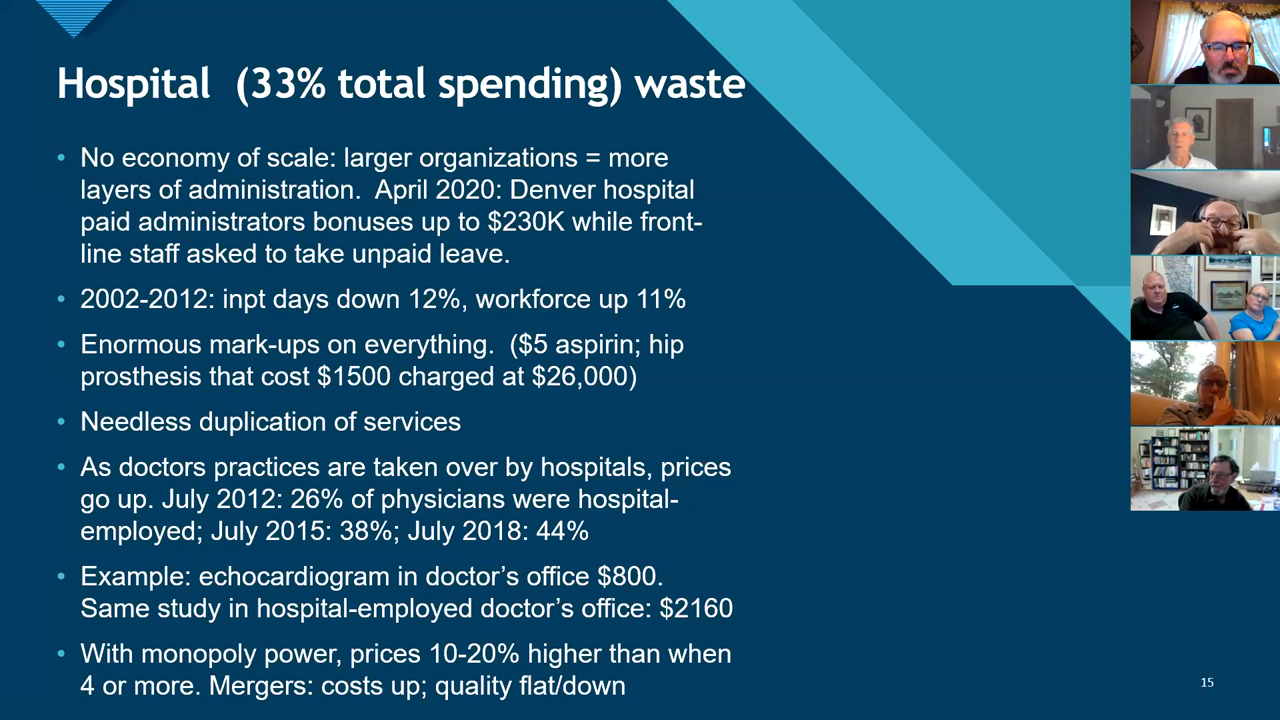 Hospital (33% total spending) waste
• No economy of scale: larger organizations = more
layers of administration. April 2020: Denver hospital
paid administrators bonuses up to $230K while front-
line staff asked to take unpaid leave.
• 2002-2012: inpt days down 12%, workforce up 11%
• Enormous mark-ups on everything. ($5 aspirin; hip
prosthesis that cost $1500 charged at $26,000)
• Needless duplication of services
• As doctors practices are taken over by hospitals, prices
go up. July 2012: 26% of physicians were hospital-
employed; July 2015: 38%; July 2018: 44%
• Example: echocardiogram in doctor’s office $800.
Same study in hospital-employed doctor’s office: $2160
• With monopoly power, prices 10-20% higher than when
4 or more. Mergers: costs up; quality flat/down
15